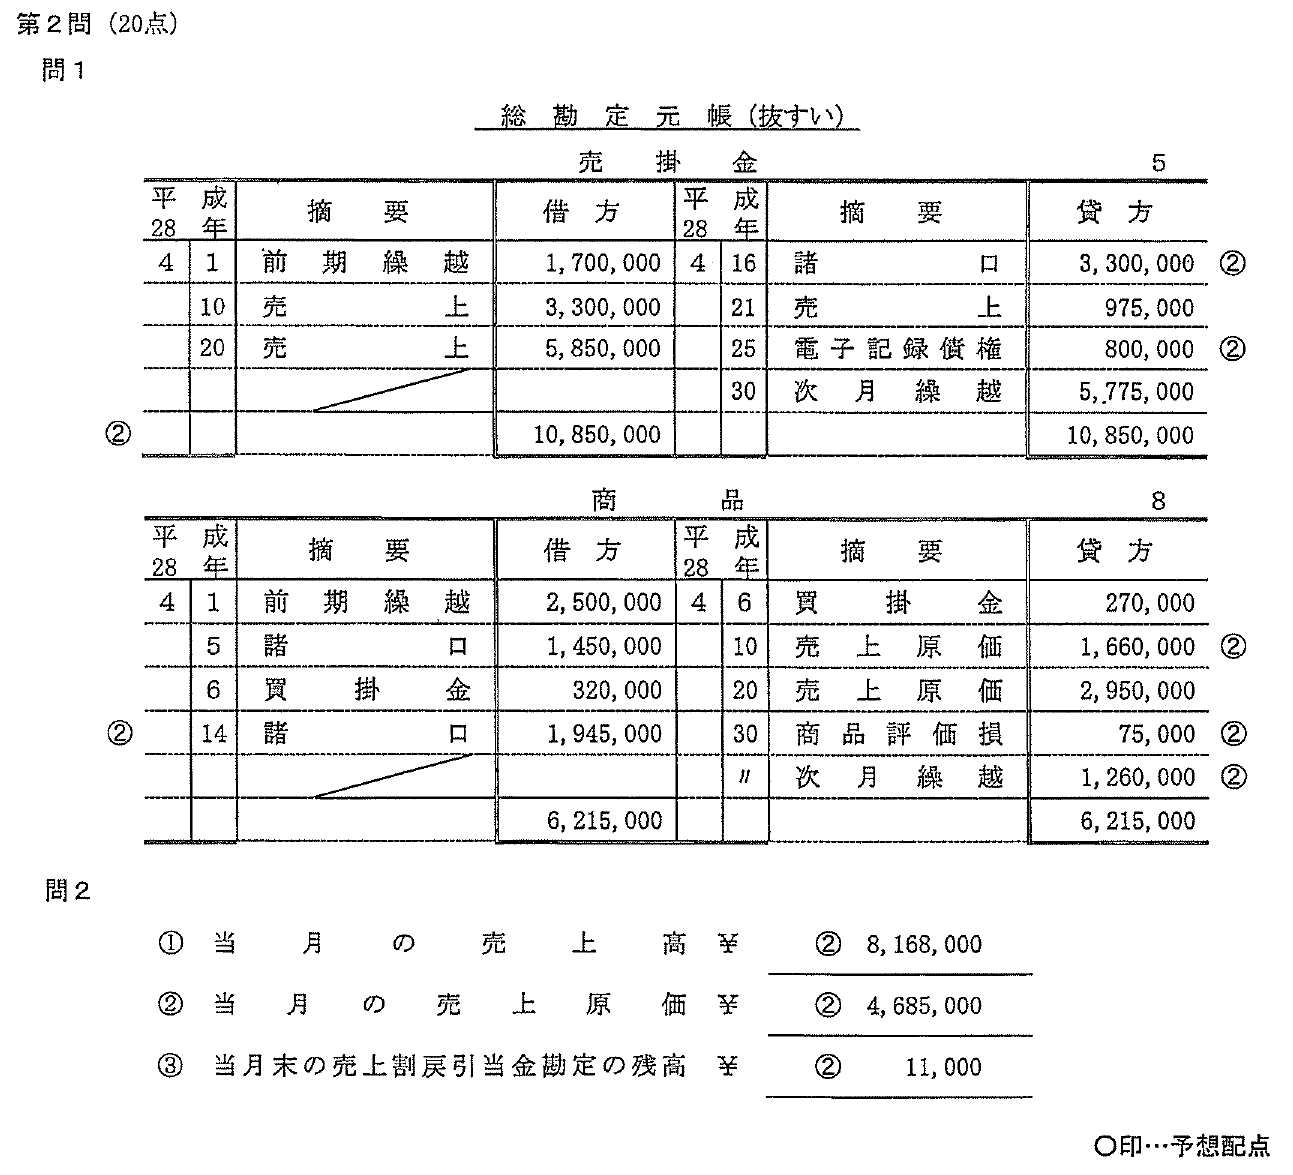 第２問（20点）
問１
総勘定元帳（抜すい）
売掛金 5
平成28年 摘要 借方 平成28年 摘要 貸方
4 1 前期繰越 1,700,000 4 16 諸口 3,300,000 ②
10 売上 3,300,000 21 売上 975,000
20 売上 5,850,000 25 電子記録債権 800,000 ②
30 次月繰越 5,775,000
② 10,850,000 10,850,000
商品 8
平成28年 摘要 借方 平成28年 摘要 貸方
4 1 前期繰越 2,500,000 4 6 買掛金 270,000
5 諸口 1,450,000 10 売上原価 1,660,000 ②
6 買掛金 320,000 20 売上原価 2,950,000
② 14 諸口 1,945,000 30 商品評価損 75,000 ②
〃 次月繰越 1,260,000 ②
6,215,000 6,215,000
問２
① 当月の売上高 ￥ ② 8,168,000
② 当月の売上原価 ￥ ② 4,685,000
③ 当月末の売上割戻引当金勘定の残高 ￥ ② 11,000
〇印…予想配点